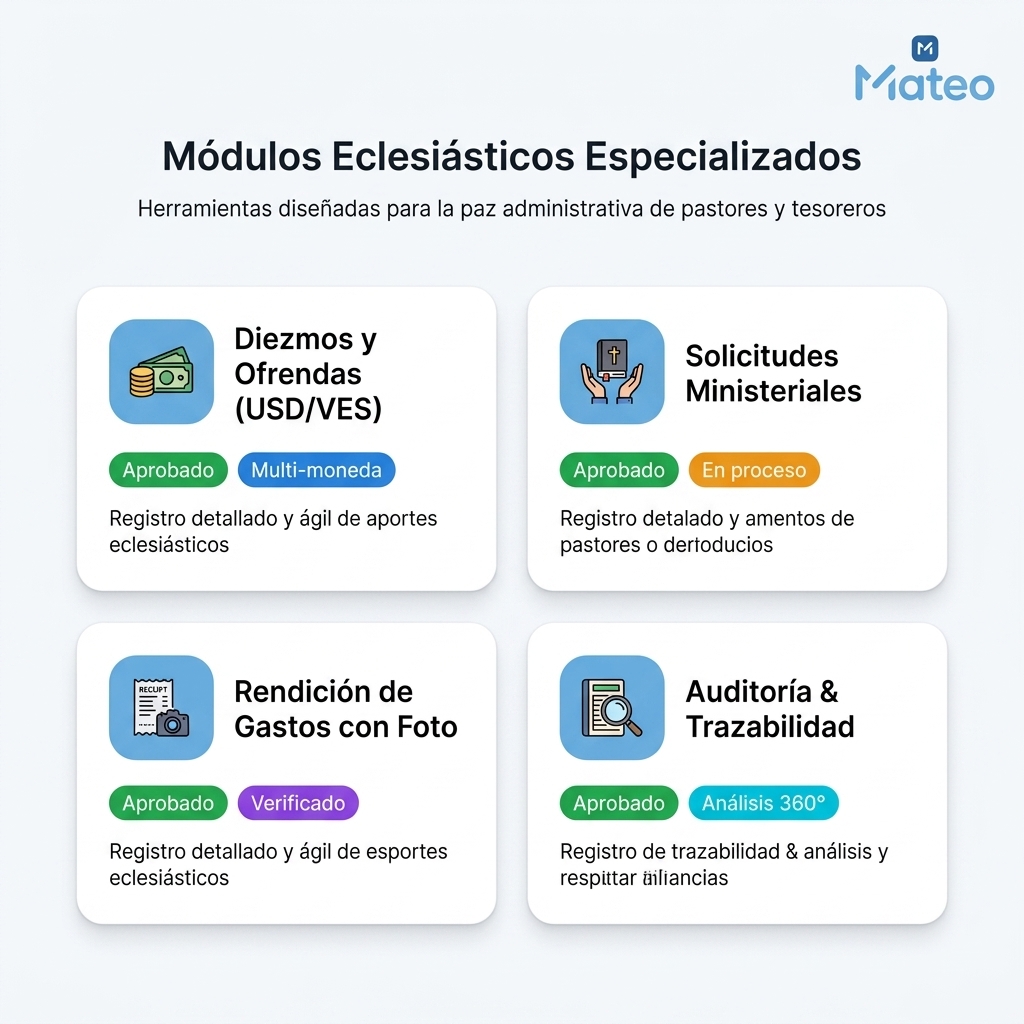 M
Mateo
Módulos Eclesiásticos Especializados
Herramientas diseñadas para la paz administrativa de pastores y tesoreros
Diezmos y
Ofrendas
(USD/VES)
Aprobado
Multi-moneda
Registro detallado y ágil de aportes
eclesiásticos
Solicitudes
Ministeriales
Aprobado
En proceso
Registro detalado y amentos de
pastores o
RECUPT
Rendición de
Gastos con Foto
Aprobado
Verificado
Registro detallado y ágil de esportes
eclesiásticos
Auditoría &
Trazabilidad
Aprobado
Análisis 360°
Registro de trazabilidad & análisis y